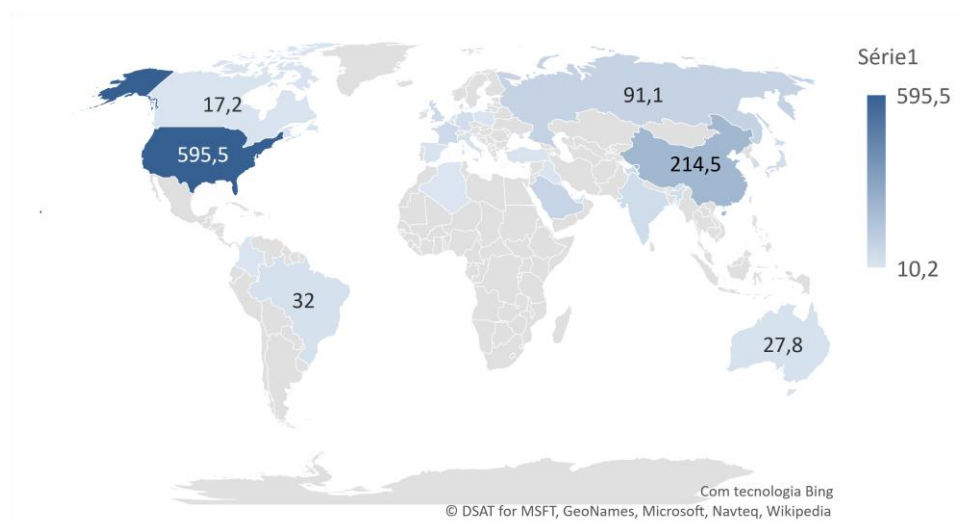 Série1
595,5
10,2
17,2
91,1
595,5
214,5
32
27,8
Com tecnologia Bing
© DSAT for MSFT, GeoNames, Microsoft, Navteq, Wikipedia